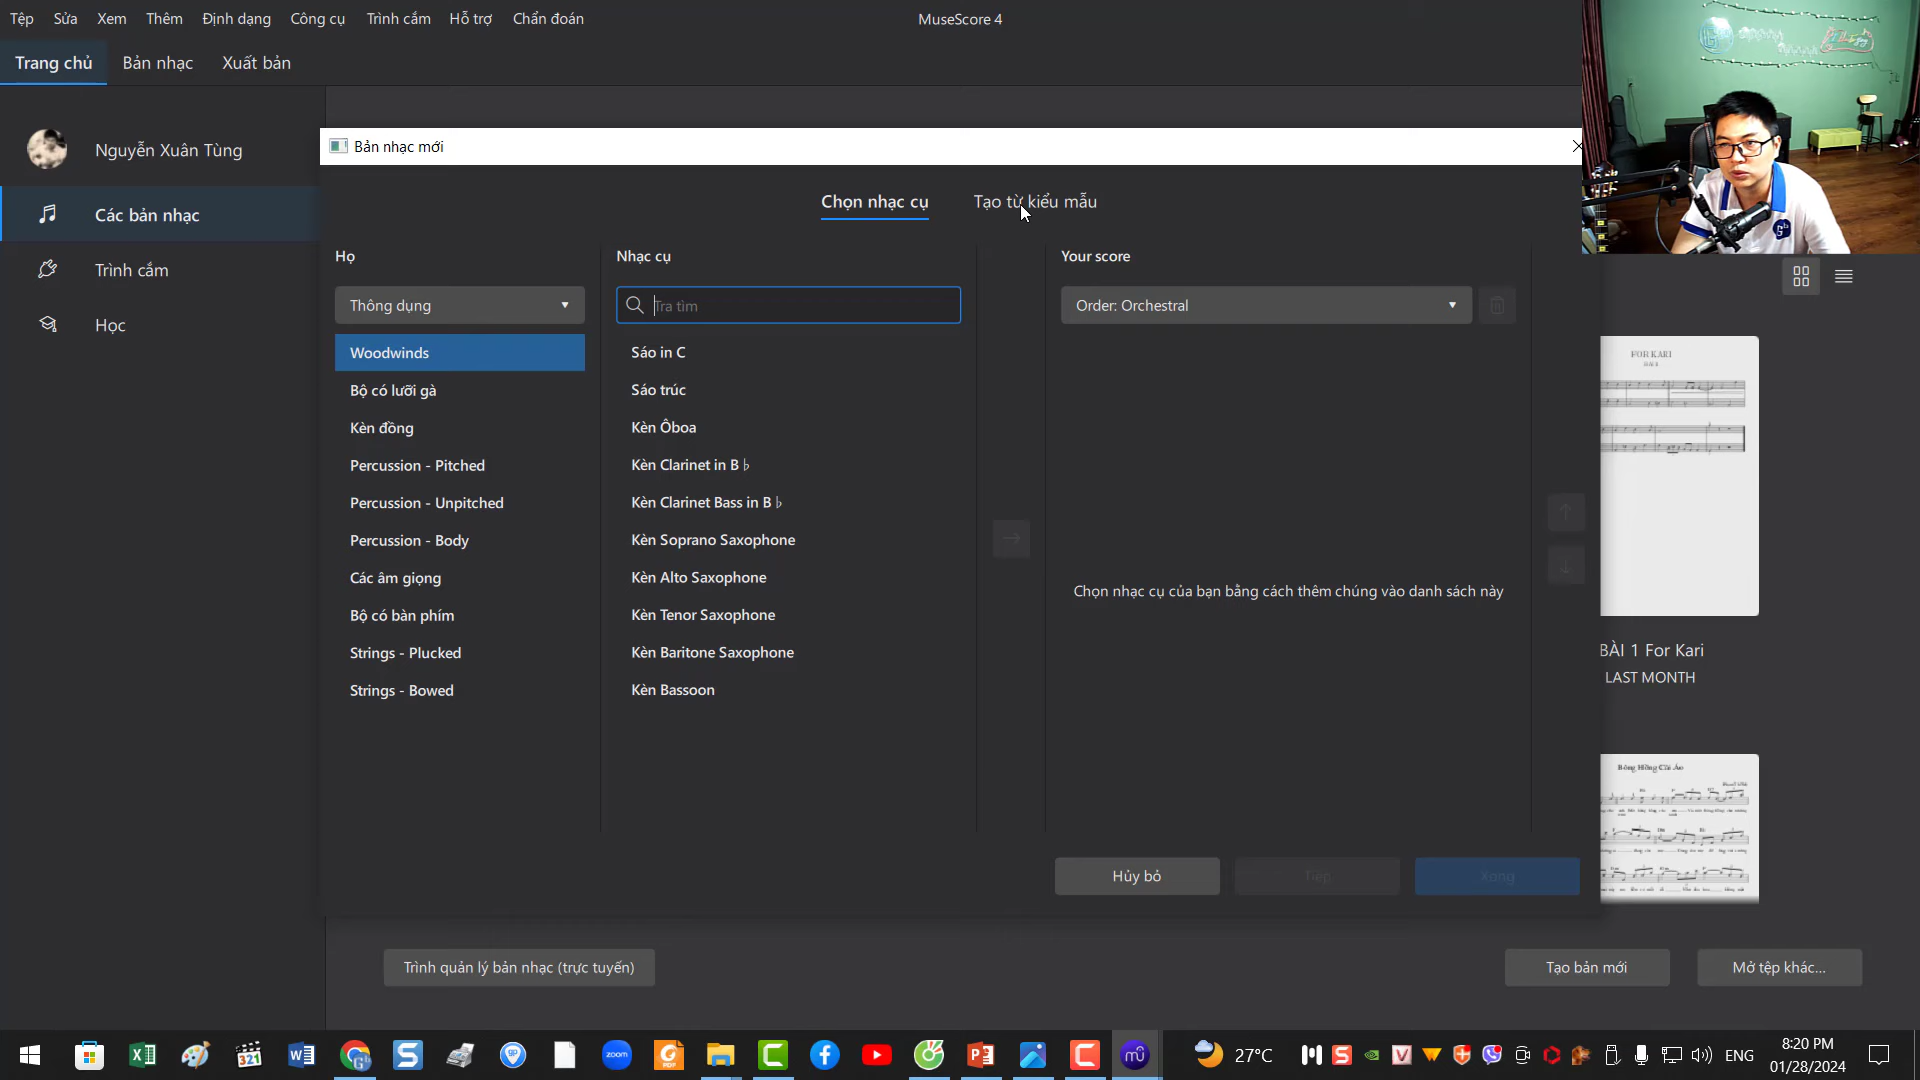 Tệp Sửa Xem Thêm Định dạng Công cụ Trình cắm Hỗ trợ Chẩn đoán
MuseScore 4
Trang chủ Bản nhạc Xuất bản
Nguyễn Xuân Tùng
Các bản nhạc
Trình cắm
Học
Bản nhạc mới
Chọn nhạc cụ Tạo từ kiểu mẫu
Họ
Thông dụng
Woodwinds
Bộ có lưỡi gà
Kèn đồng
Percussion - Pitched
Percussion - Unpitched
Percussion - Body
Các âm giọng
Bộ có bàn phím
Strings - Plucked
Strings - Bowed
Nhạc cụ
Tra tìm
Sáo in C
Sáo trúc
Kèn Ôboa
Kèn Clarinet in B♭
Kèn Clarinet Bass in B♭
Kèn Soprano Saxophone
Kèn Alto Saxophone
Kèn Tenor Saxophone
Kèn Baritone Saxophone
Kèn Bassoon
Your score
Order: Orchestral
Chọn nhạc cụ của bạn bằng cách thêm chúng vào danh sách này
Hủy bỏ Tiếp Xong
FOR KARI
BÀI 1 For Kari
LAST MONTH
Bông Hồng Cài Áo
Trình quản lý bản nhạc (trực tuyến)
Tạo bản mới Mở tệp khác...
zoom
27°C
ENG
8:20 PM
01/28/2024